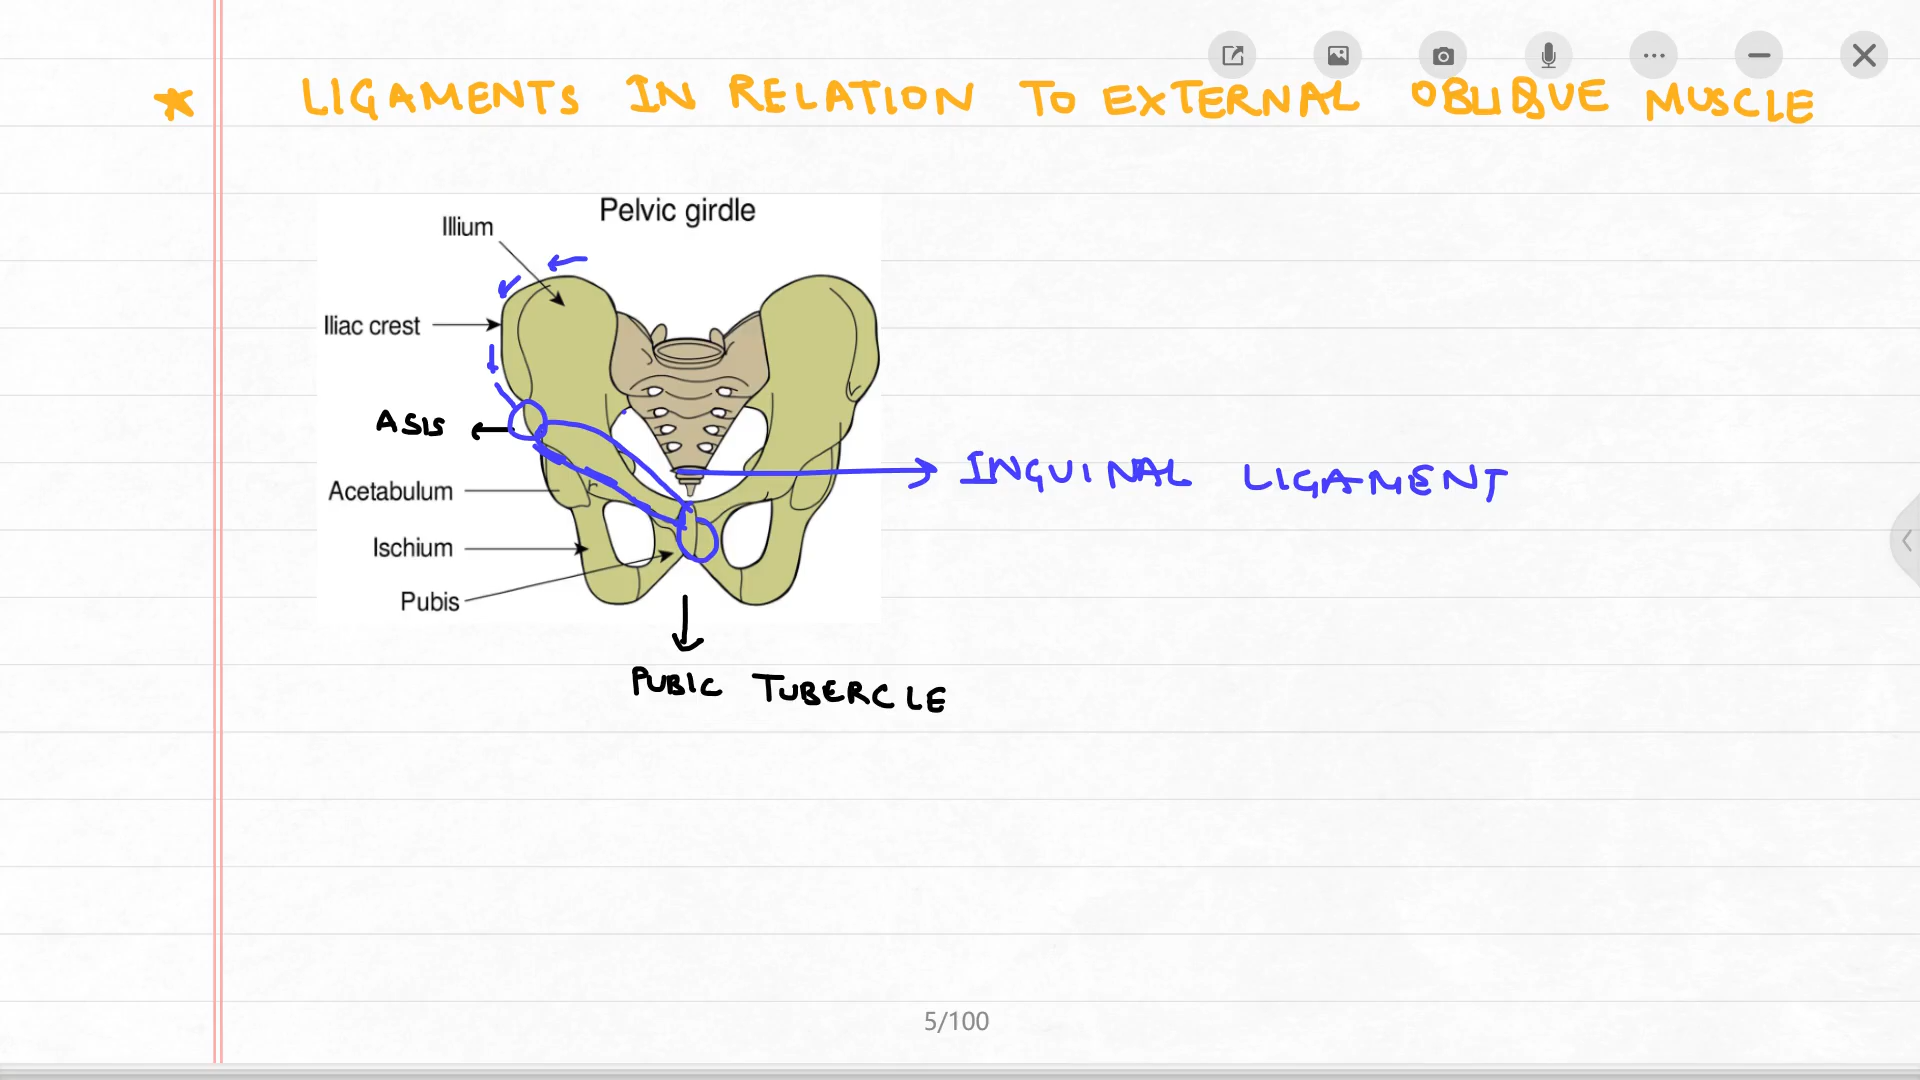 ★ LIGAMENTS IN RELATION TO EXTERNAL OBLIQUE MUSCLE
Pelvic girdle
Illium
Iliac crest
ASIS
INGUINAL LIGAMENT
Acetabulum
Ischium
Pubis
PUBIC TUBERCLE
5/100